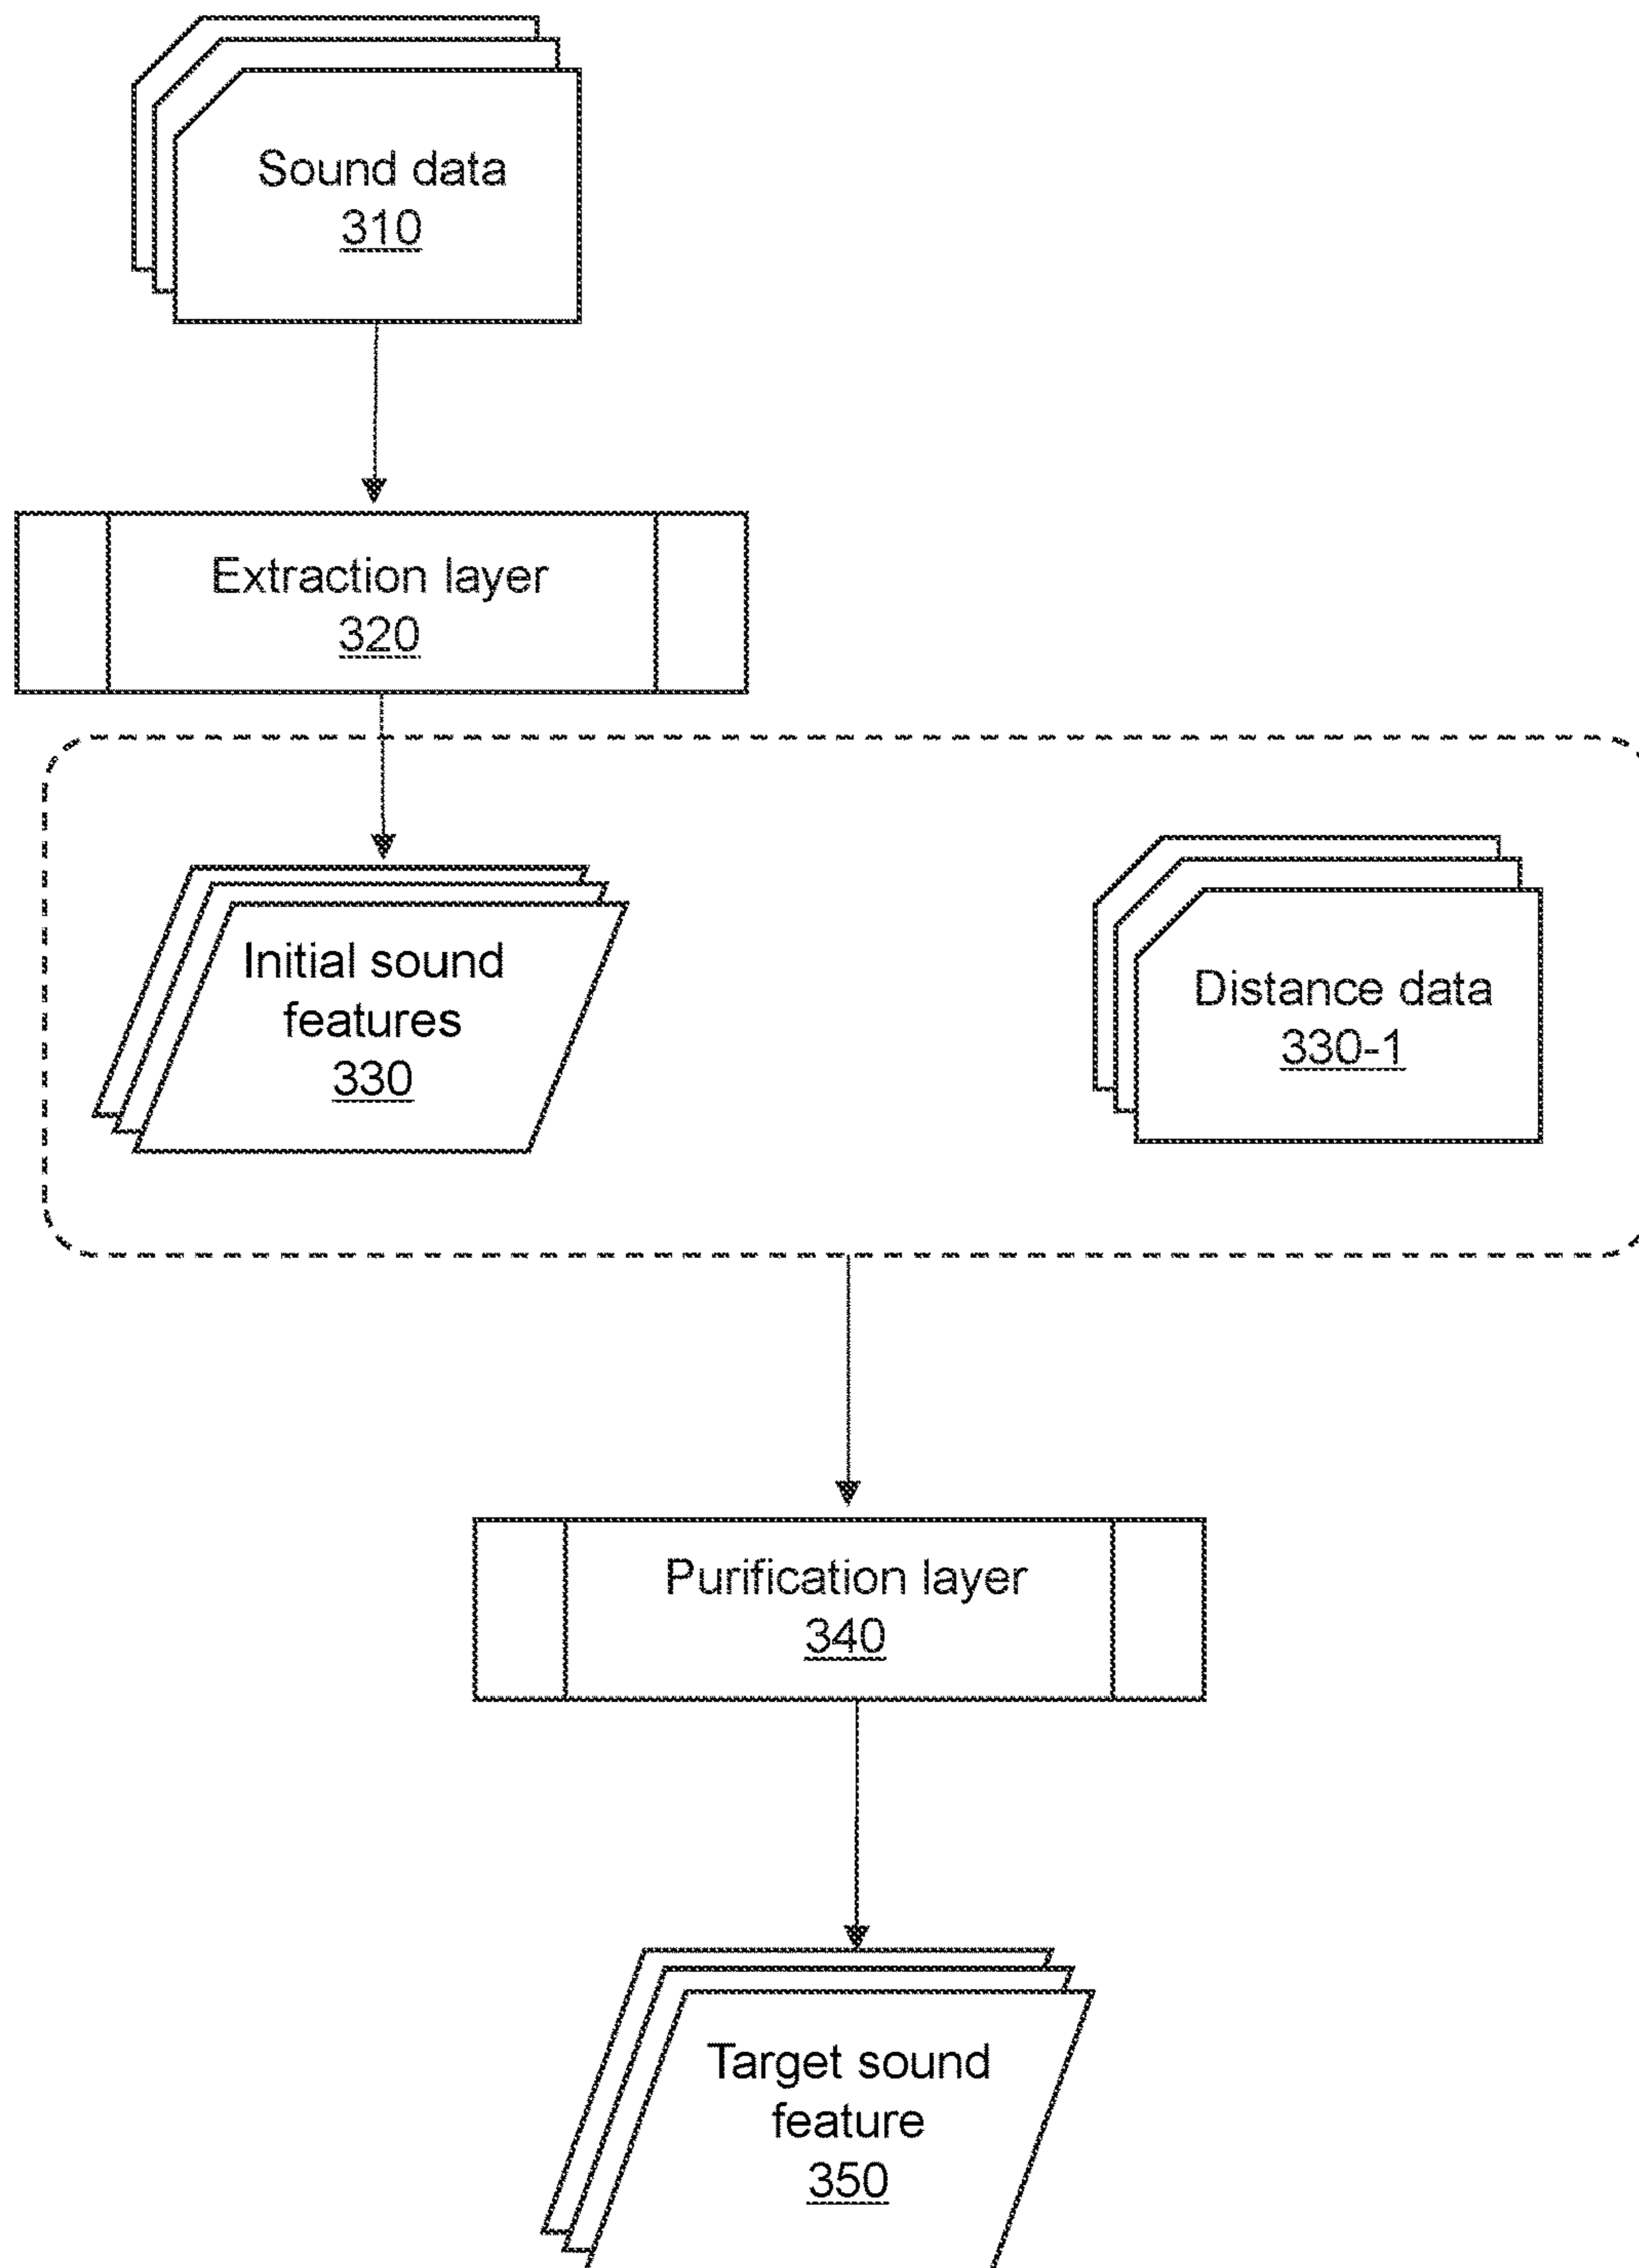 Sound data
310
Extraction layer
320
Initial sound
features
330
Distance data
330-1
Purification layer
340
Target sound
feature
350